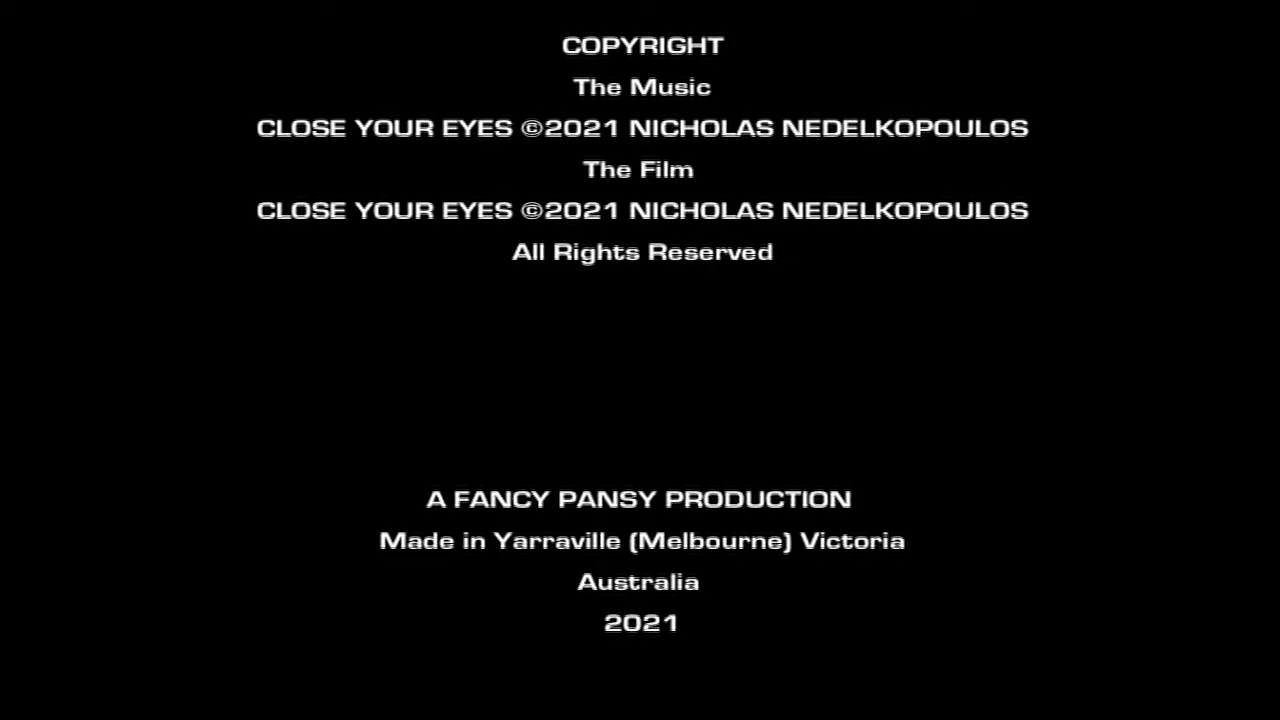 COPYRIGHT
The Music
CLOSE YOUR EYES ©2021 NICHOLAS NEDELKOPOULOS
The Film
CLOSE YOUR EYES ©2021 NICHOLAS NEDELKOPOULOS
All Rights Reserved
A FANCY PANSY PRODUCTION
Made in Yarraville (Melbourne) Victoria
Australia
2021